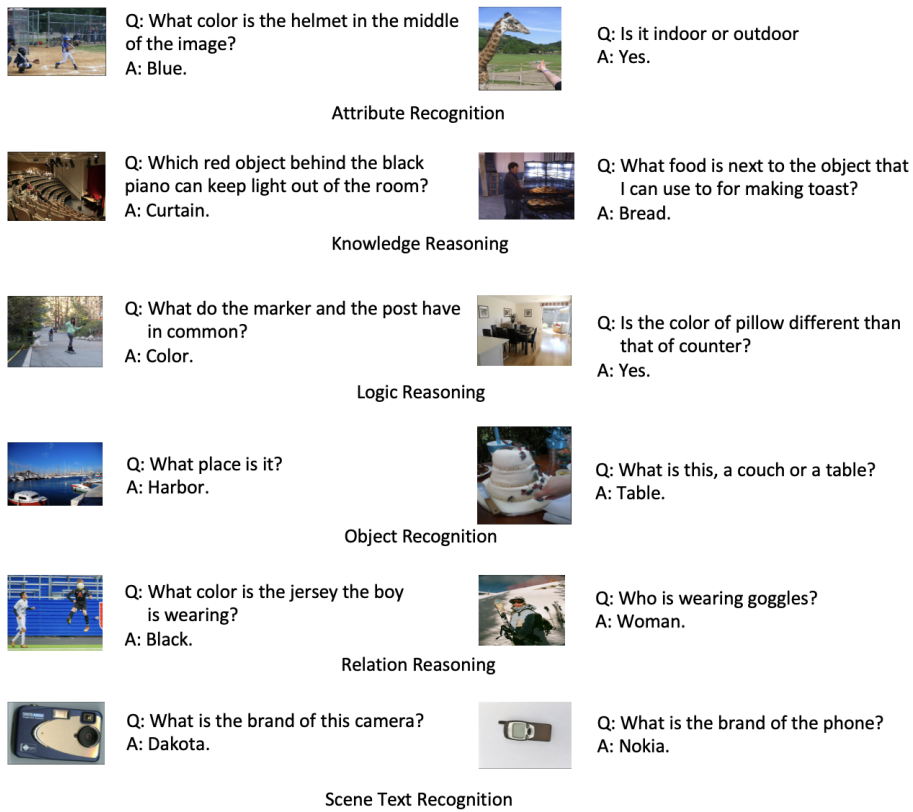 Q: What color is the helmet in the middle
of the image?
A: Blue.
Q: Is it indoor or outdoor
A: Yes.
Attribute Recognition
Q: Which red object behind the black
piano can keep light out of the room?
A: Curtain.
Q: What food is next to the object that
I can use to for making toast?
A: Bread.
Knowledge Reasoning
Q: What do the marker and the post have
in common?
A: Color.
Q: Is the color of pillow different than
that of counter?
A: Yes.
Logic Reasoning
Q: What place is it?
A: Harbor.
Q: What is this, a couch or a table?
A: Table.
Object Recognition
Q: What color is the jersey the boy
is wearing?
A: Black.
Q: Who is wearing goggles?
A: Woman.
Relation Reasoning
Q: What is the brand of this camera?
A: Dakota.
Q: What is the brand of the phone?
A: Nokia.
Scene Text Recognition